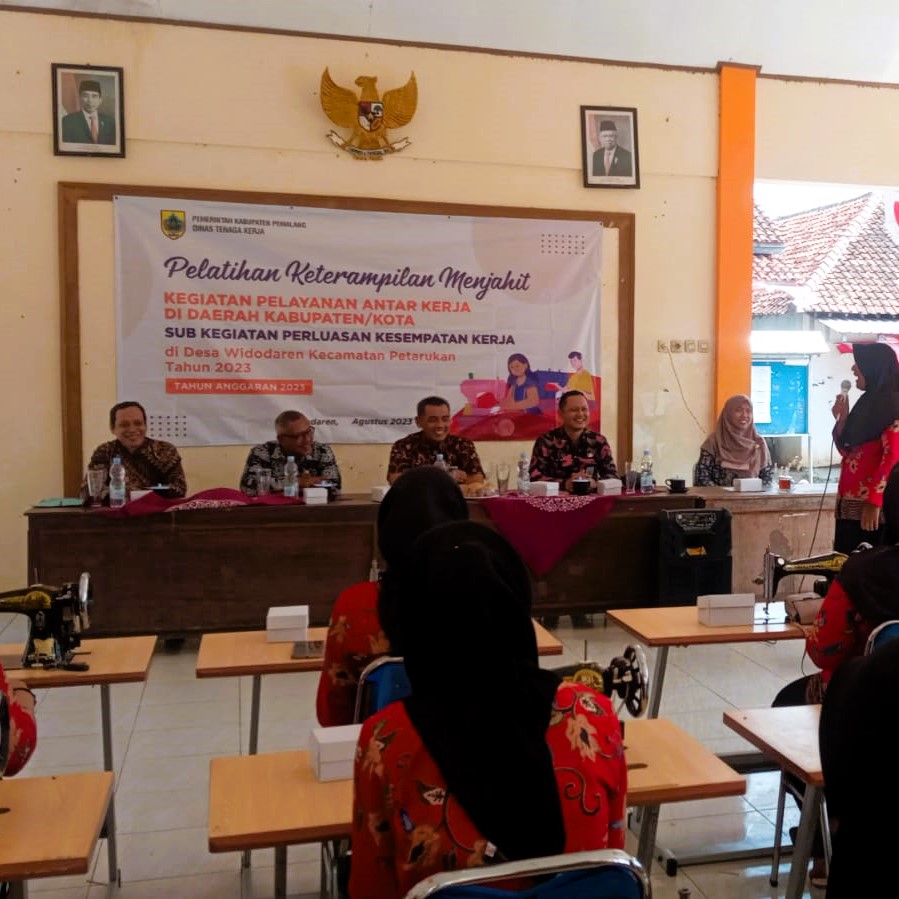 PEMERINTAH KABUPATEN PEMALANG
DINAS TENAGA KERJA
Pelatihan Keterampilan Menjahit
KEGIATAN PELAYANAN ANTAR KERJA
DI DAERAH KABUPATEN/KOTA
SUB KEGIATAN PERLUASAN KESEMPATAN KERJA
di Desa Widodaren Kecamatan Petarukan
Tahun 2023
TAHUN ANGGARAN 2023
Agustus 2023